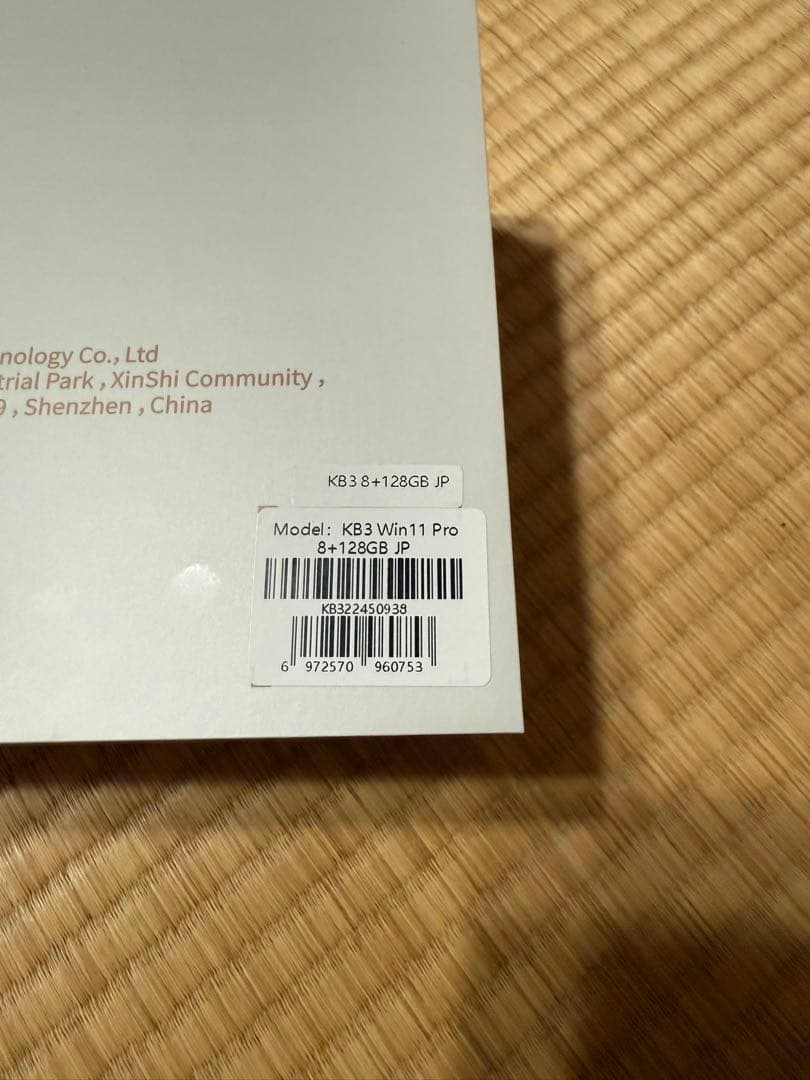 nology Co., Ltd
trial Park , XinShi Community ,
9 , Shenzhen , China
KB3 8+128GB JP
Model: KB3 Win11 Pro
8+128GB JP
KB322450938
6 972570 960753